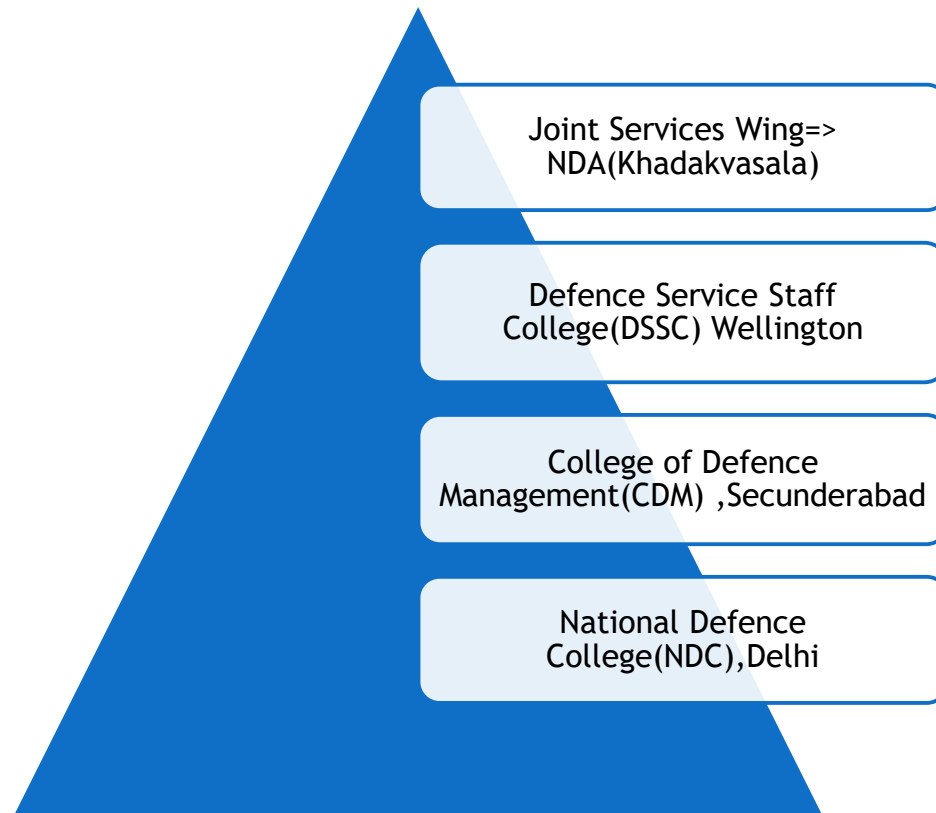 Joint Services Wing=>
NDA(Khadakvasala)
Defence Service Staff
College(DSSC) Wellington
College of Defence
Management(CDM) ,Secunderabad
National Defence
College(NDC),Delhi